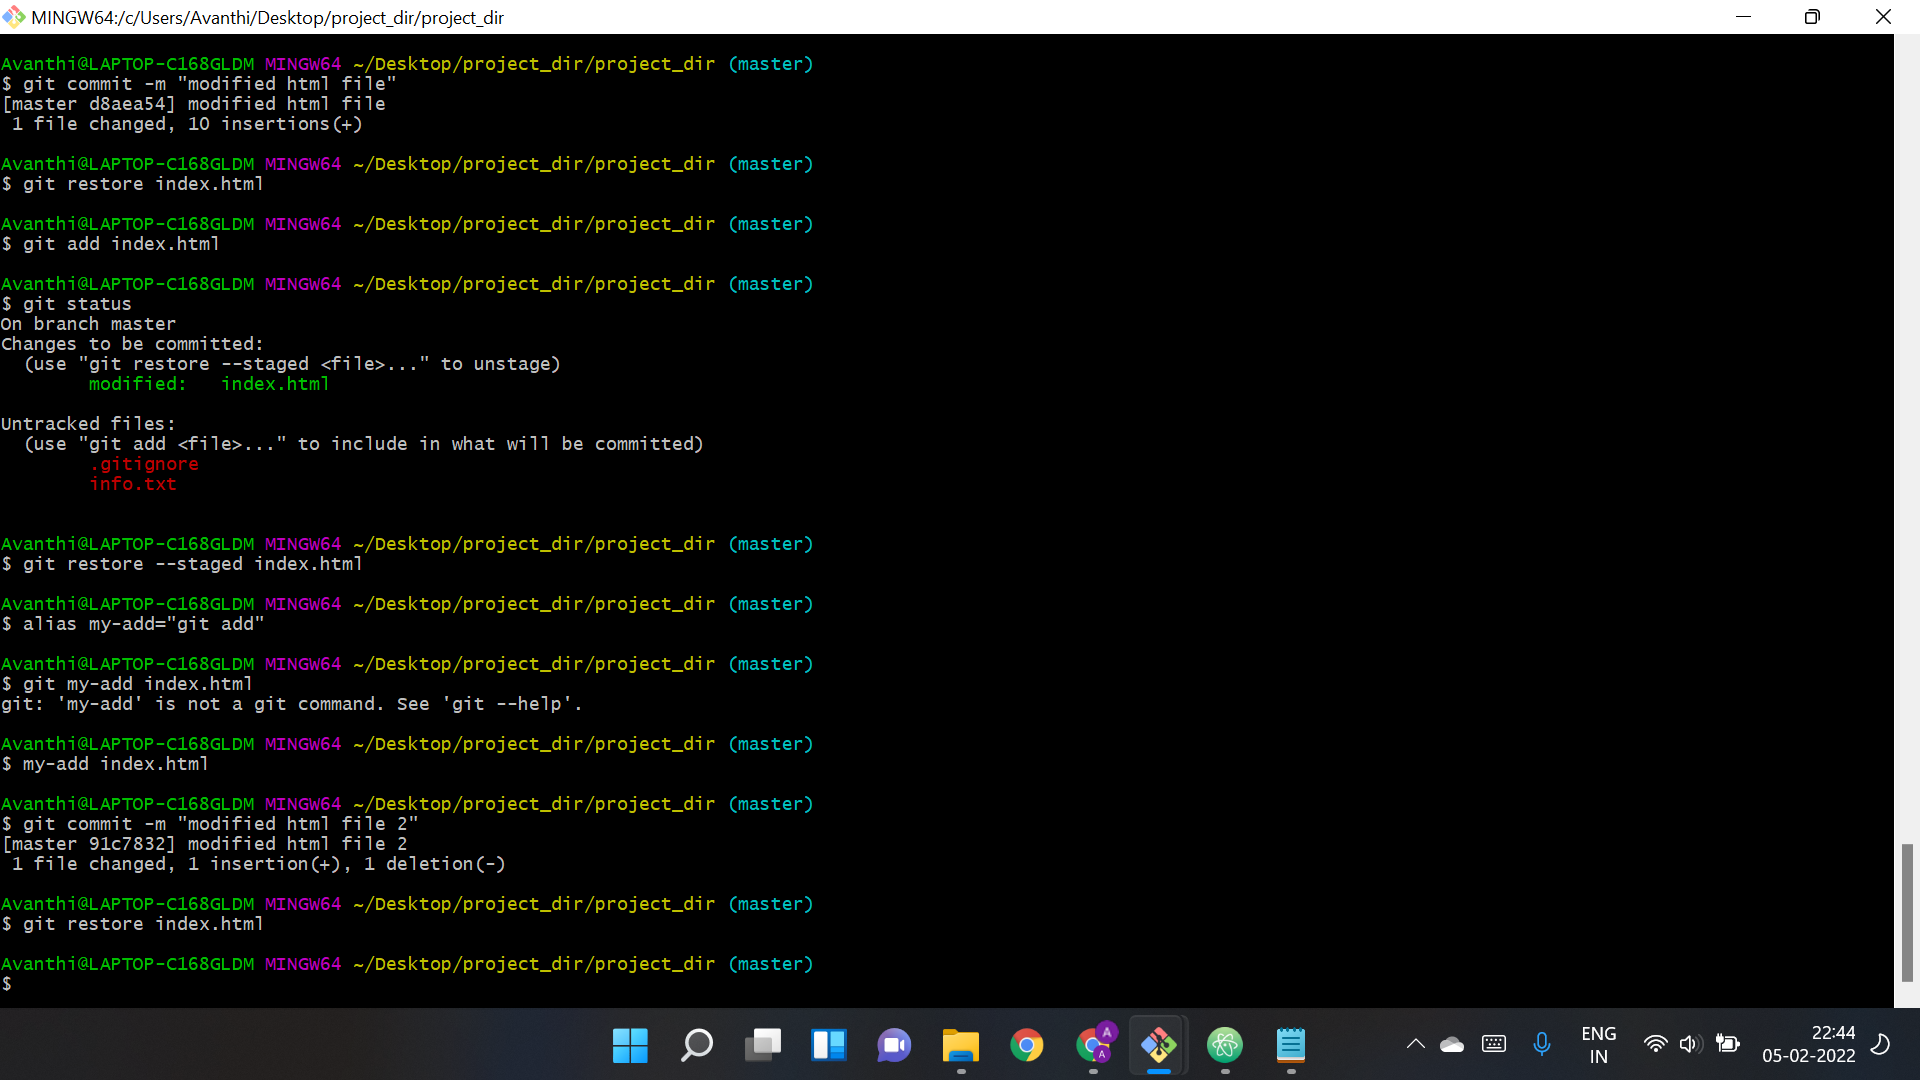 MINGW64:/c/Users/Avanthi/Desktop/project_dir/project_dir
Avanthi@LAPTOP-C168GLDM MINGW64 ~/Desktop/project_dir/project_dir (master)
$ git commit -m "modified html file"
[master d8aea54] modified html file
 1 file changed, 10 insertions(+)
Avanthi@LAPTOP-C168GLDM MINGW64 ~/Desktop/project_dir/project_dir (master)
$ git restore index.html
Avanthi@LAPTOP-C168GLDM MINGW64 ~/Desktop/project_dir/project_dir (master)
$ git add index.html
Avanthi@LAPTOP-C168GLDM MINGW64 ~/Desktop/project_dir/project_dir (master)
$ git status
On branch master
Changes to be committed:
  (use "git restore --staged <file>..." to unstage)
        modified:   index.html
Untracked files:
  (use "git add <file>..." to include in what will be committed)
        .gitignore
        info.txt
Avanthi@LAPTOP-C168GLDM MINGW64 ~/Desktop/project_dir/project_dir (master)
$ git restore --staged index.html
Avanthi@LAPTOP-C168GLDM MINGW64 ~/Desktop/project_dir/project_dir (master)
$ alias my-add="git add"
Avanthi@LAPTOP-C168GLDM MINGW64 ~/Desktop/project_dir/project_dir (master)
$ git my-add index.html
git: 'my-add' is not a git command. See 'git --help'.
Avanthi@LAPTOP-C168GLDM MINGW64 ~/Desktop/project_dir/project_dir (master)
$ my-add index.html
Avanthi@LAPTOP-C168GLDM MINGW64 ~/Desktop/project_dir/project_dir (master)
$ git commit -m "modified html file 2"
[master 91c7832] modified html file 2
 1 file changed, 1 insertion(+), 1 deletion(-)
Avanthi@LAPTOP-C168GLDM MINGW64 ~/Desktop/project_dir/project_dir (master)
$ git restore index.html
Avanthi@LAPTOP-C168GLDM MINGW64 ~/Desktop/project_dir/project_dir (master)
$
A
A
ENG
IN
22:44
05-02-2022